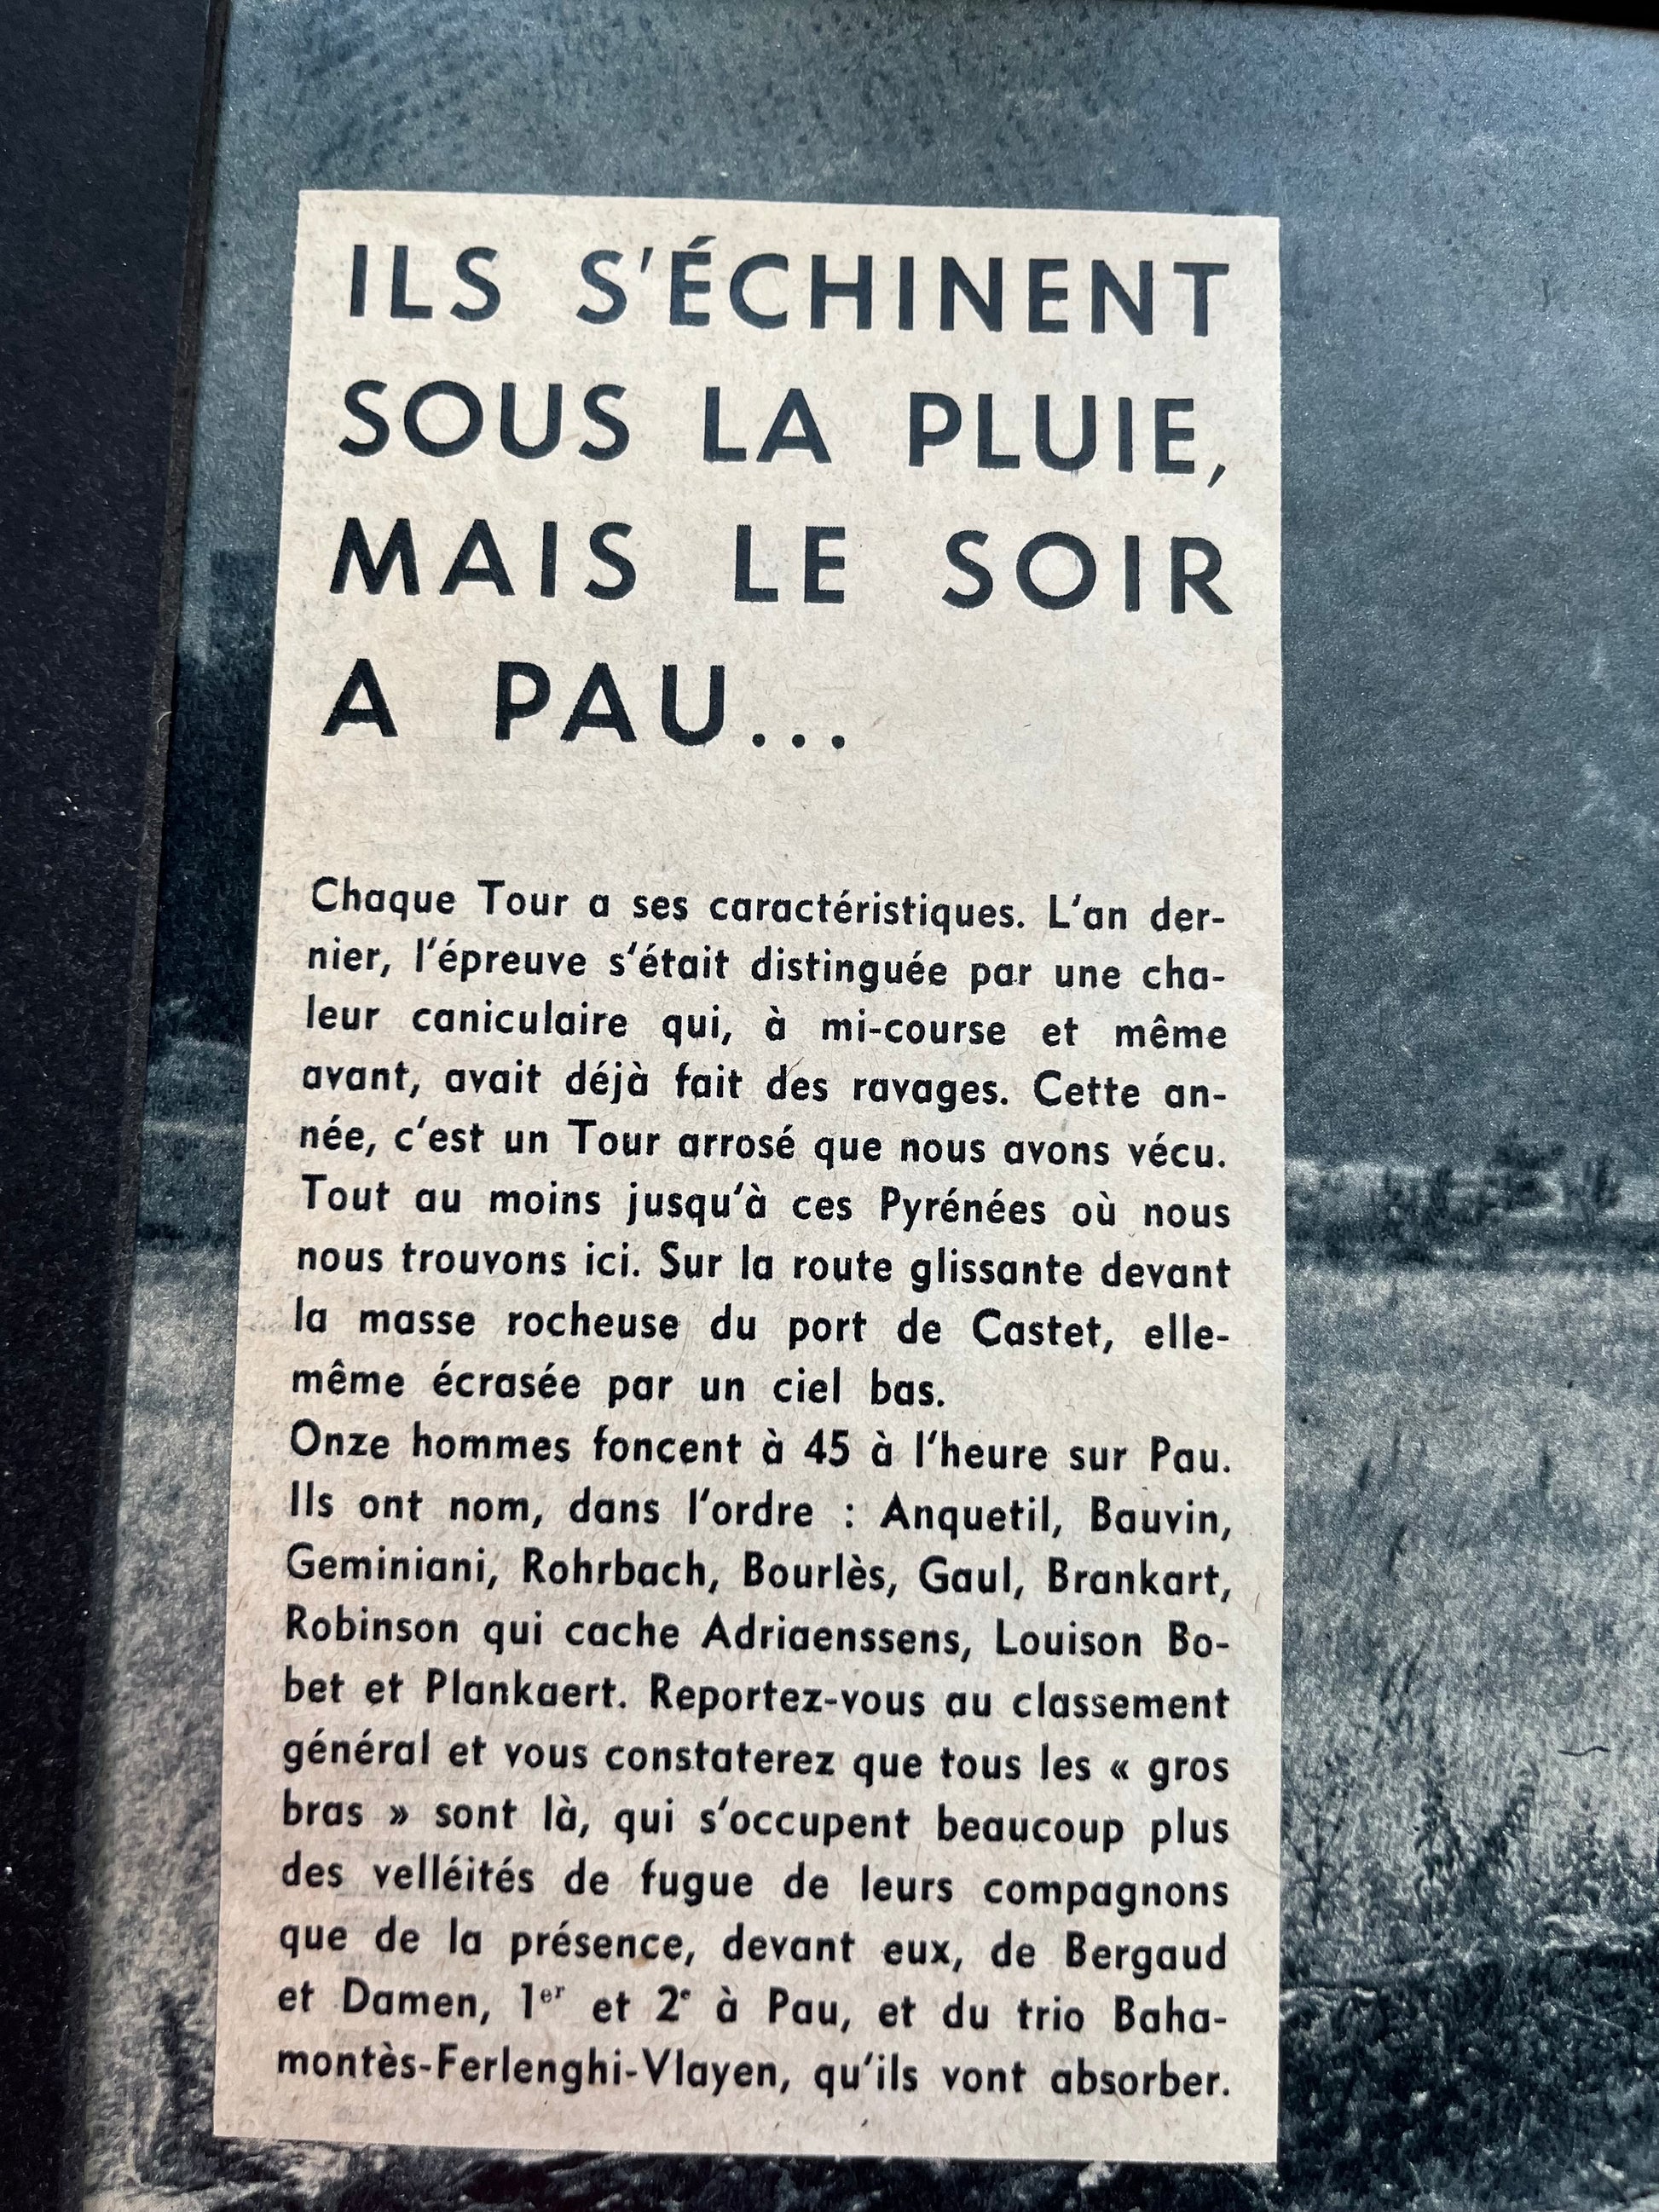 ILS S'ÉCHINENT
SOUS LA PLUIE,
MAIS LE SOIR
A PAU...
Chaque Tour a ses caractéristiques. L'an der-
nier, l'épreuve s'était distinguée par une cha-
leur caniculaire qui, à mi-course et même
avant, avait déjà fait des ravages. Cette an-
née, c'est un Tour arrosé que nous avons vécu.
Tout au moins jusqu'à ces Pyrénées où nous
nous trouvons ici. Sur la route glissante devant
la masse rocheuse du port de Castet, elle-
même écrasée par un ciel bas.
Onze hommes foncent à 45 à l'heure sur Pau.
Ils ont nom, dans l'ordre : Anquetil, Bauvin,
Geminiani, Rohrbach, Bourlès, Gaul, Brankart,
Robinson qui cache Adriaenssens, Louison Bo-
bet et Plankaert. Reportez-vous au classement
général et vous constaterez que tous les « gros
bras » sont là, qui s'occupent beaucoup plus
des velléités de fugue de leurs compagnons
que de la présence, devant eux, de Bergaud
et Damen, 1er et 2e à Pau, et du trio Baha-
montès-Ferlenghi-Vlayen, qu'ils vont absorber.